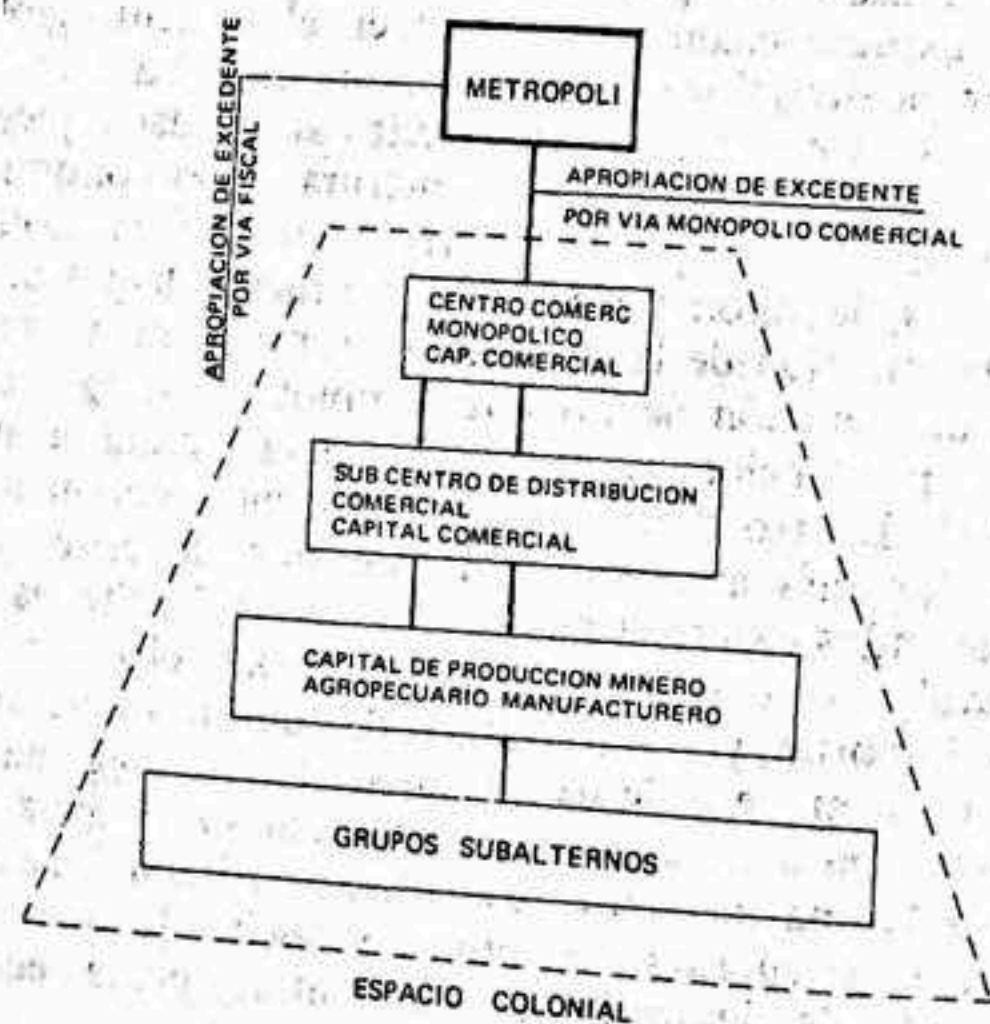 METROPOLI
APROPIACION DE EXCEDENTE
POR VIA FISCAL
APROPIACION DE EXCEDENTE
POR VIA MONOPOLIO COMERCIAL
CENTRO COMERC
MONOPOLICO
CAP. COMERCIAL
SUB CENTRO DE DISTRIBUCION
COMERCIAL
CAPITAL COMERCIAL
CAPITAL DE PRODUCCION MINERO
AGROPECUARIO MANUFACTURERO
GRUPOS SUBALTERNOS
ESPACIO COLONIAL